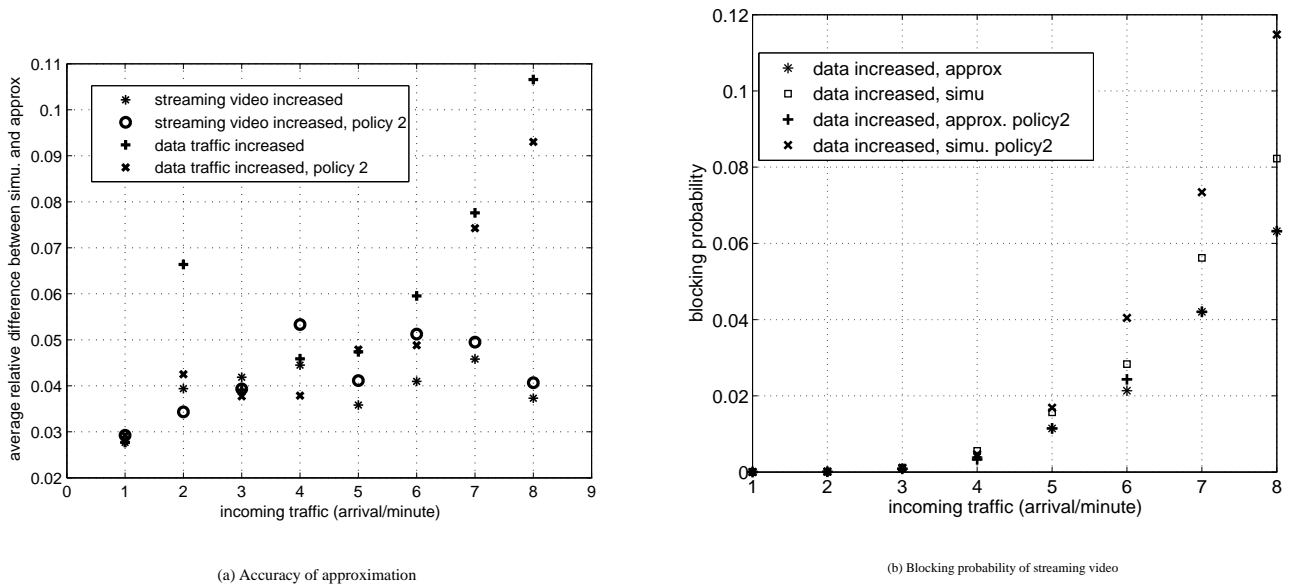 0.11
0.1
0.09
0.08
0.07
0.06
0.05
0.04
0.03
0.02
average relative difference between simu. and approx
streaming video increased
streaming video increased, policy 2
data traffic increased
data traffic increased, policy 2
0 1 2 3 4 5 6 7 8 9
incoming traffic (arrival/minute)
(a) Accuracy of approximation
0.12
0.1
0.08
0.06
0.04
0.02
0
blocking probability
data increased, approx
data increased, simu
data increased, approx. policy2
data increased, simu. policy2
1 2 3 4 5 6 7 8
incoming traffic (arrival/minute)
(b) Blocking probability of streaming video